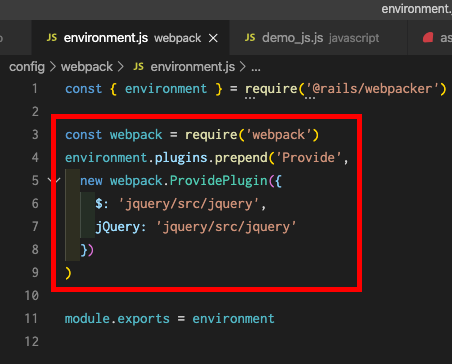 environment.js
JS environment.js webpack ×
JS demo_js.js javascript
as
config > webpack > JS environment.js > ...
1 const { environment } = require('@rails/webpacker')
2
3 const webpack = require('webpack')
4 environment.plugins.prepend('Provide',
5 new webpack.ProvidePlugin({
6 $: 'jquery/src/jquery',
7 jQuery: 'jquery/src/jquery'
8 })
9 )
10
11 module.exports = environment
12